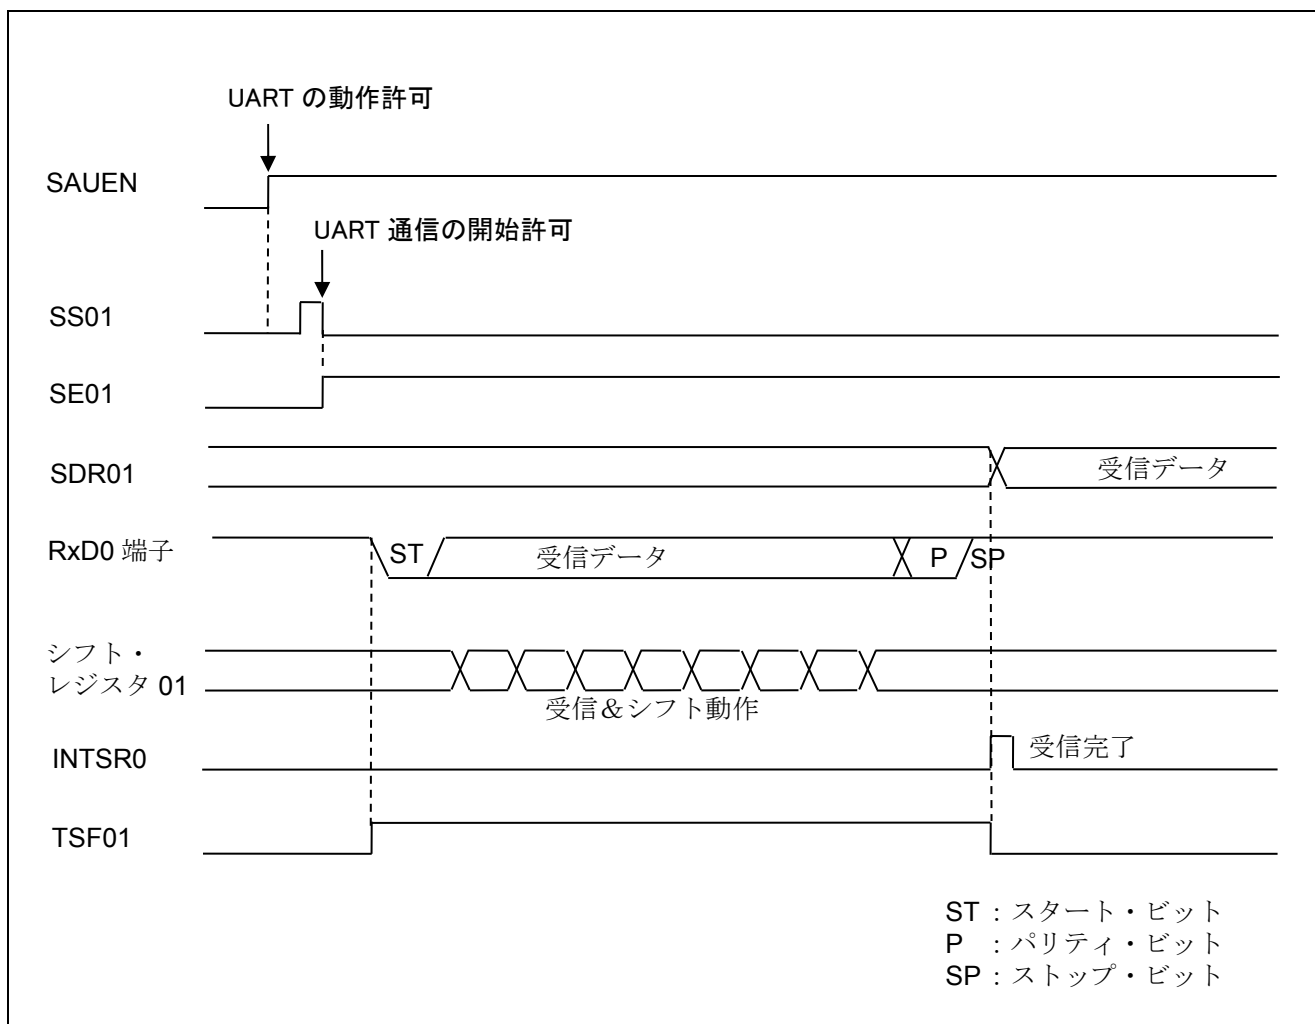 UART の動作許可
SAUEN
UART 通信の開始許可
SS01
SE01
SDR01
受信データ
RxD0 端子
ST
受信データ
P
SP
シフト・
レジスタ 01
受信&シフト動作
INTSR0
受信完了
TSF01
ST : スタート・ビット
P : パリティ・ビット
SP : ストップ・ビット